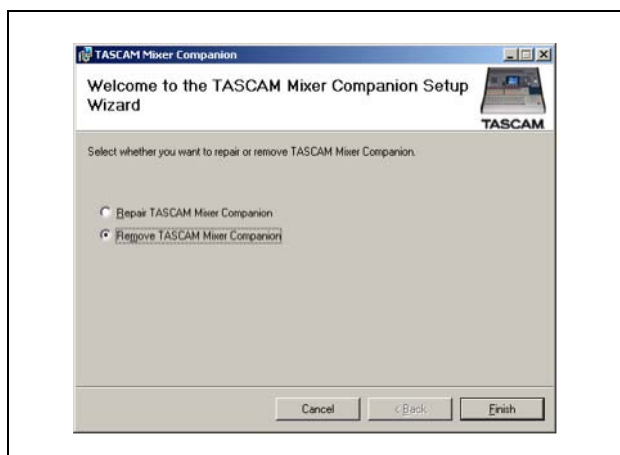 TASCAM Mixer Companion
Welcome to the TASCAM Mixer Companion Setup
Wizard
TASCAM
Select whether you want to repair or remove TASCAM Mixer Companion.
Repair TASCAM Mixer Companion
Remove TASCAM Mixer Companion
Cancel
< Back
Finish